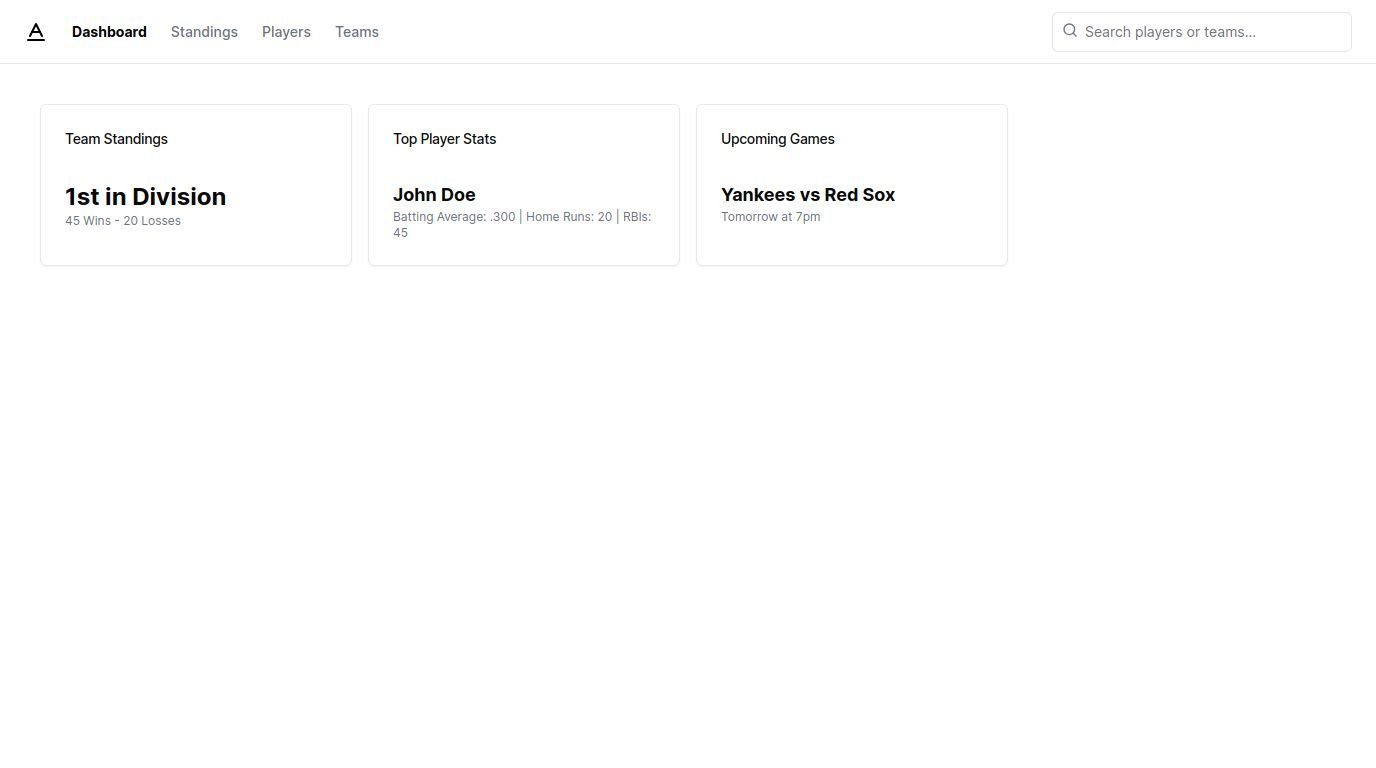 Dashboard Standings Players Teams
Search players or teams...
Team Standings
1st in Division
45 Wins - 20 Losses
Top Player Stats
John Doe
Batting Average: .300 | Home Runs: 20 | RBIs:
45
Upcoming Games
Yankees vs Red Sox
Tomorrow at 7pm